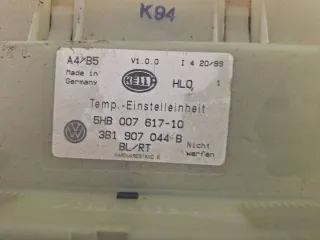 K94
A4/B5 V1.0.0 I 4 20/99
Made in
Germany HELLA HLO 1
Temp.-Einstelleinheit
5HB 007 617-10
3B1 907 044 B
BL/RT Nicht
werfen